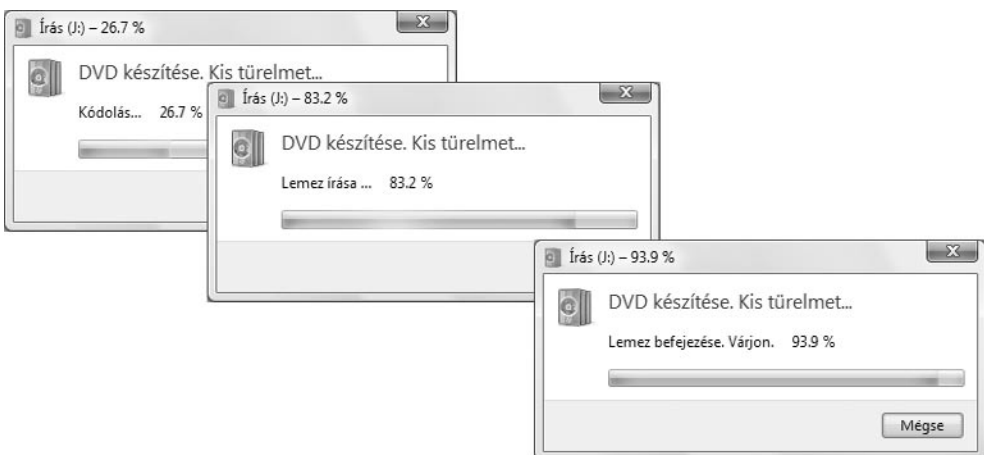 Írás (J:) – 26.7 %
DVD készítése. Kis türelmet...
Kódolás... 26.7 %
Írás (J:) – 83.2 %
DVD készítése. Kis türelmet...
Lemez írása ... 83.2 %
Írás (J:) – 93.9 %
DVD készítése. Kis türelmet...
Lemez befejezése. Várjon. 93.9 %
Mégse